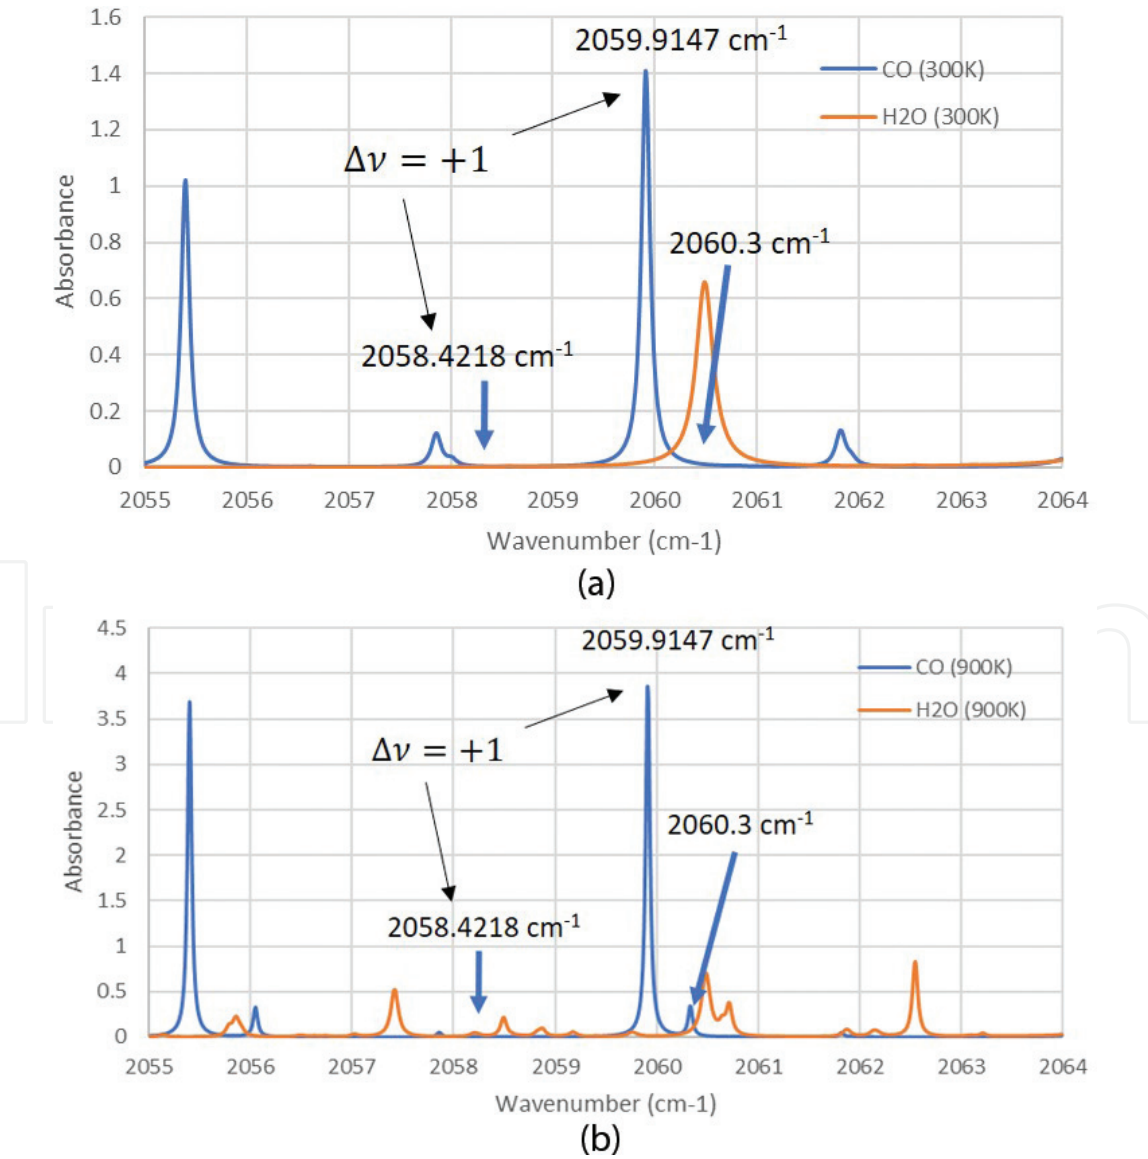 1.6
2059.9147 cm-1
CO (300K)
1.4
H2O (300K)
1.2
Δν = +1
1
2060.3 cm-1
0.8
0.6
2058.4218 cm-1
0.4
0.2
0
Absorbance
2055 2056 2057 2058 2059 2060 2061 2062 2063 2064
Wavenumber (cm-1)
(a)
4.5
2059.9147 cm-1
CO (900K)
4
H2O (900K)
3.5
Δν = +1
3
2.5
2060.3 cm-1
2
1.5
2058.4218 cm-1
1
0.5
0
Absorbance
2055 2056 2057 2058 2059 2060 2061 2062 2063 2064
Wavenumber (cm-1)
(b)